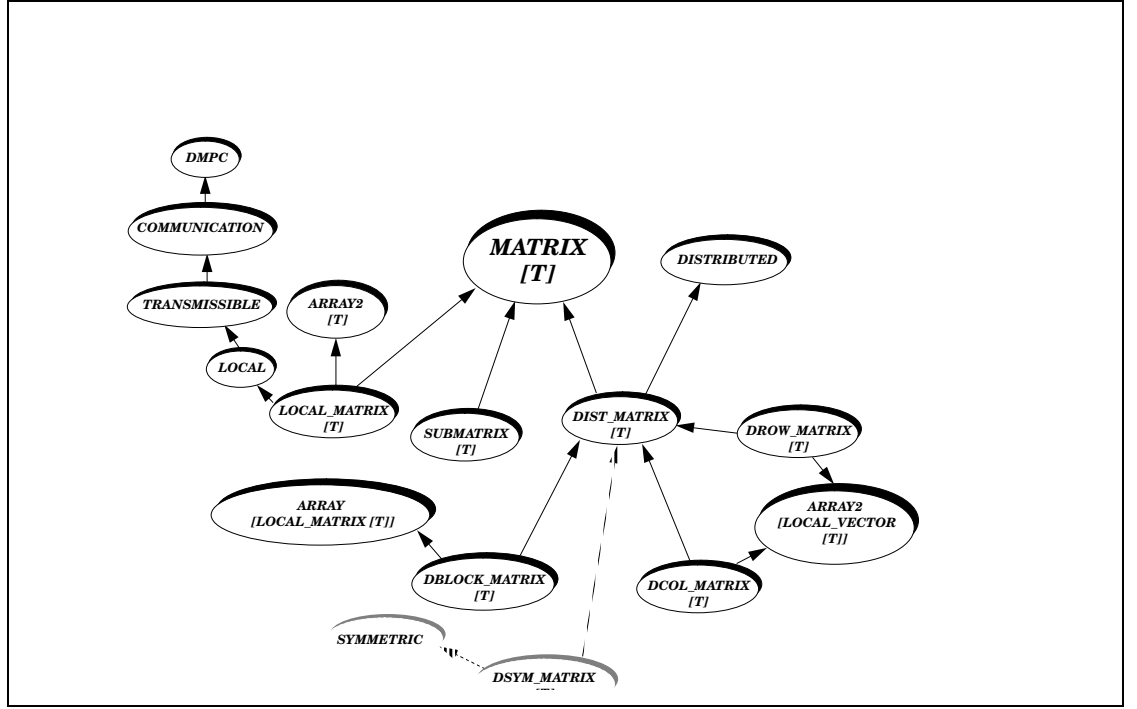 DMPC
COMMUNICATION
TRANSMISSIBLE
LOCAL
ARRAY2
[T]
MATRIX
[T]
DISTRIBUTED
LOCAL_MATRIX
[T]
SUBMATRIX
[T]
DIST_MATRIX
[T]
DROW_MATRIX
[T]
ARRAY
[LOCAL_MATRIX [T]]
ARRAY2
[LOCAL_VECTOR
[T]]
DBLOCK_MATRIX
[T]
DCOL_MATRIX
[T]
SYMMETRIC
DSYM_MATRIX
[T]